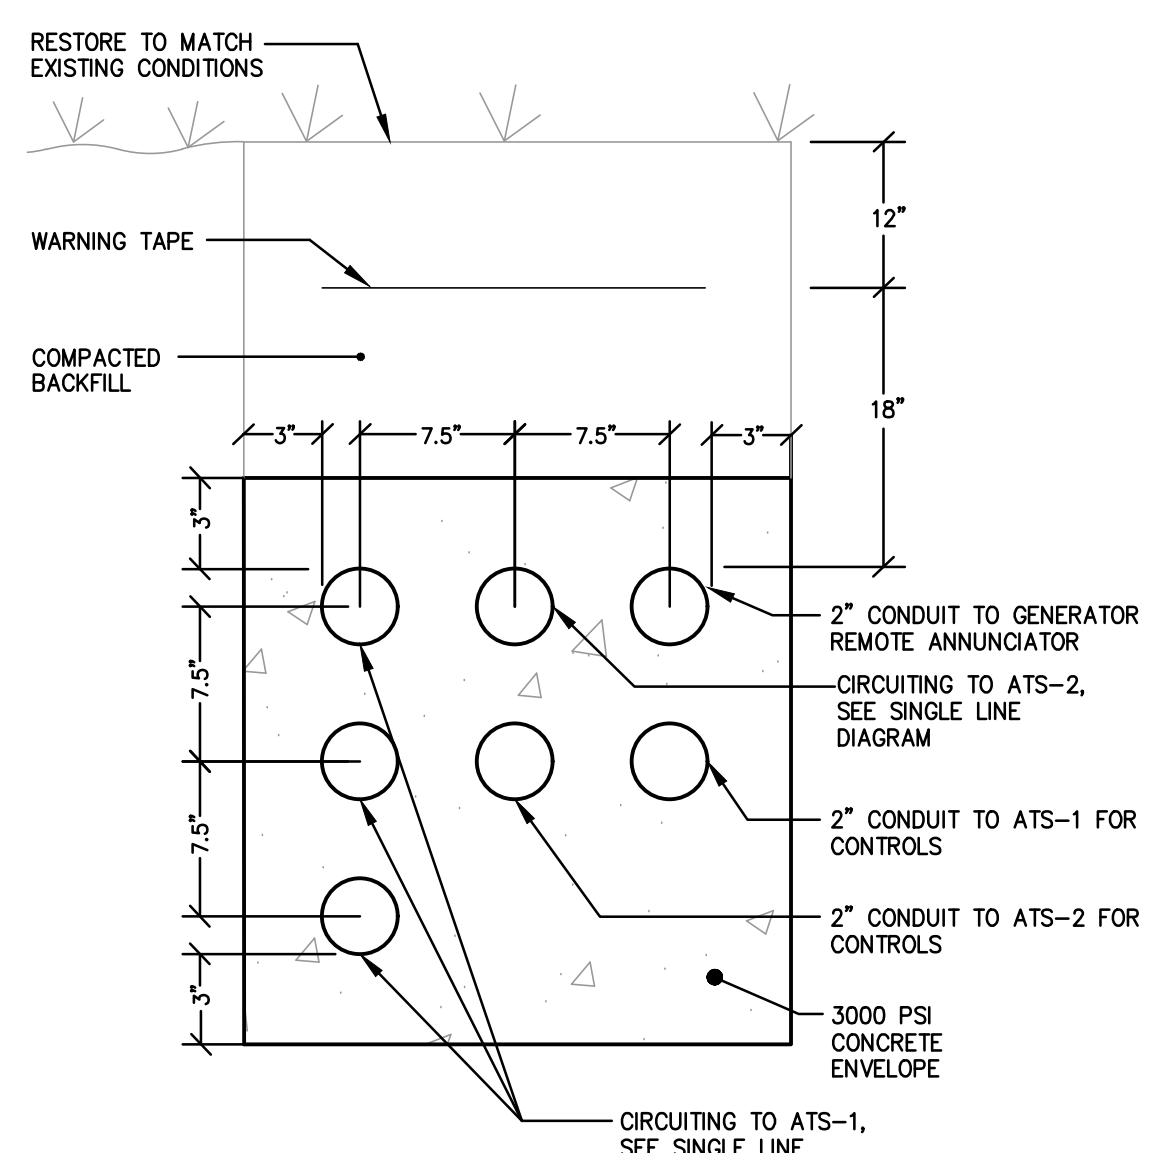 RESTORE TO MATCH
EXISTING CONDITIONS
12"
WARNING TAPE
COMPACTED
BACKFILL
18"
3"
7.5"
7.5"
3"
3"
2" CONDUIT TO GENERATOR
REMOTE ANNUNCIATOR
7.5"
CIRCUITING TO ATS-2,
SEE SINGLE LINE
DIAGRAM
7.5"
2" CONDUIT TO ATS-1 FOR
CONTROLS
2" CONDUIT TO ATS-2 FOR
CONTROLS
3"
3000 PSI
CONCRETE
ENVELOPE
CIRCUITING TO ATS-1,
SEE SINGLE LINE